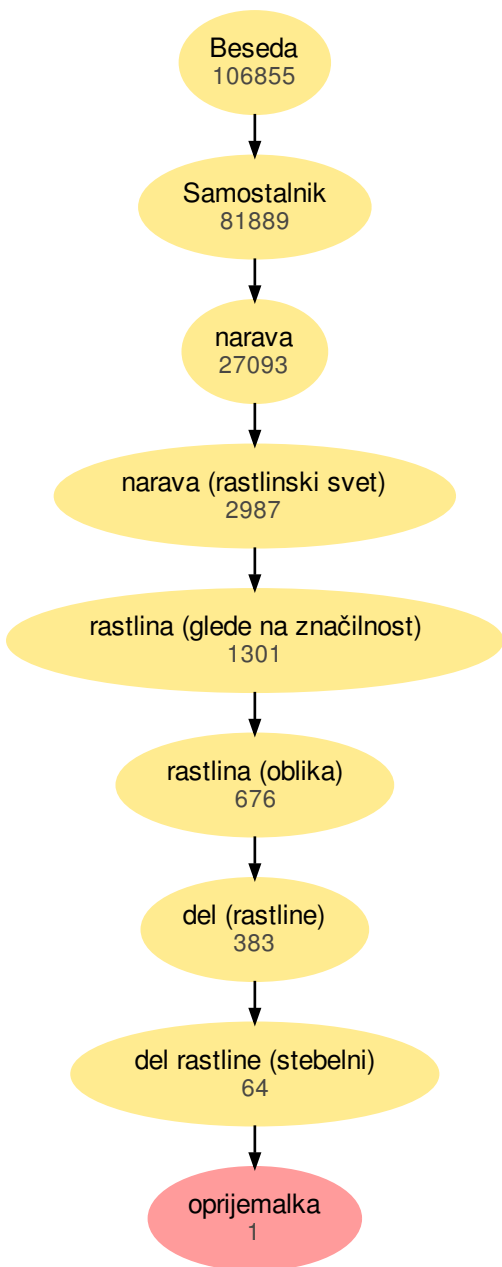 Beseda
106855
Samostalnik
81889
narava
27093
narava (rastlinski svet)
2987
rastlina (glede na značilnost)
1301
rastlina (oblika)
676
del (rastline)
383
del rastline (stebelni)
64
oprijemalka
1